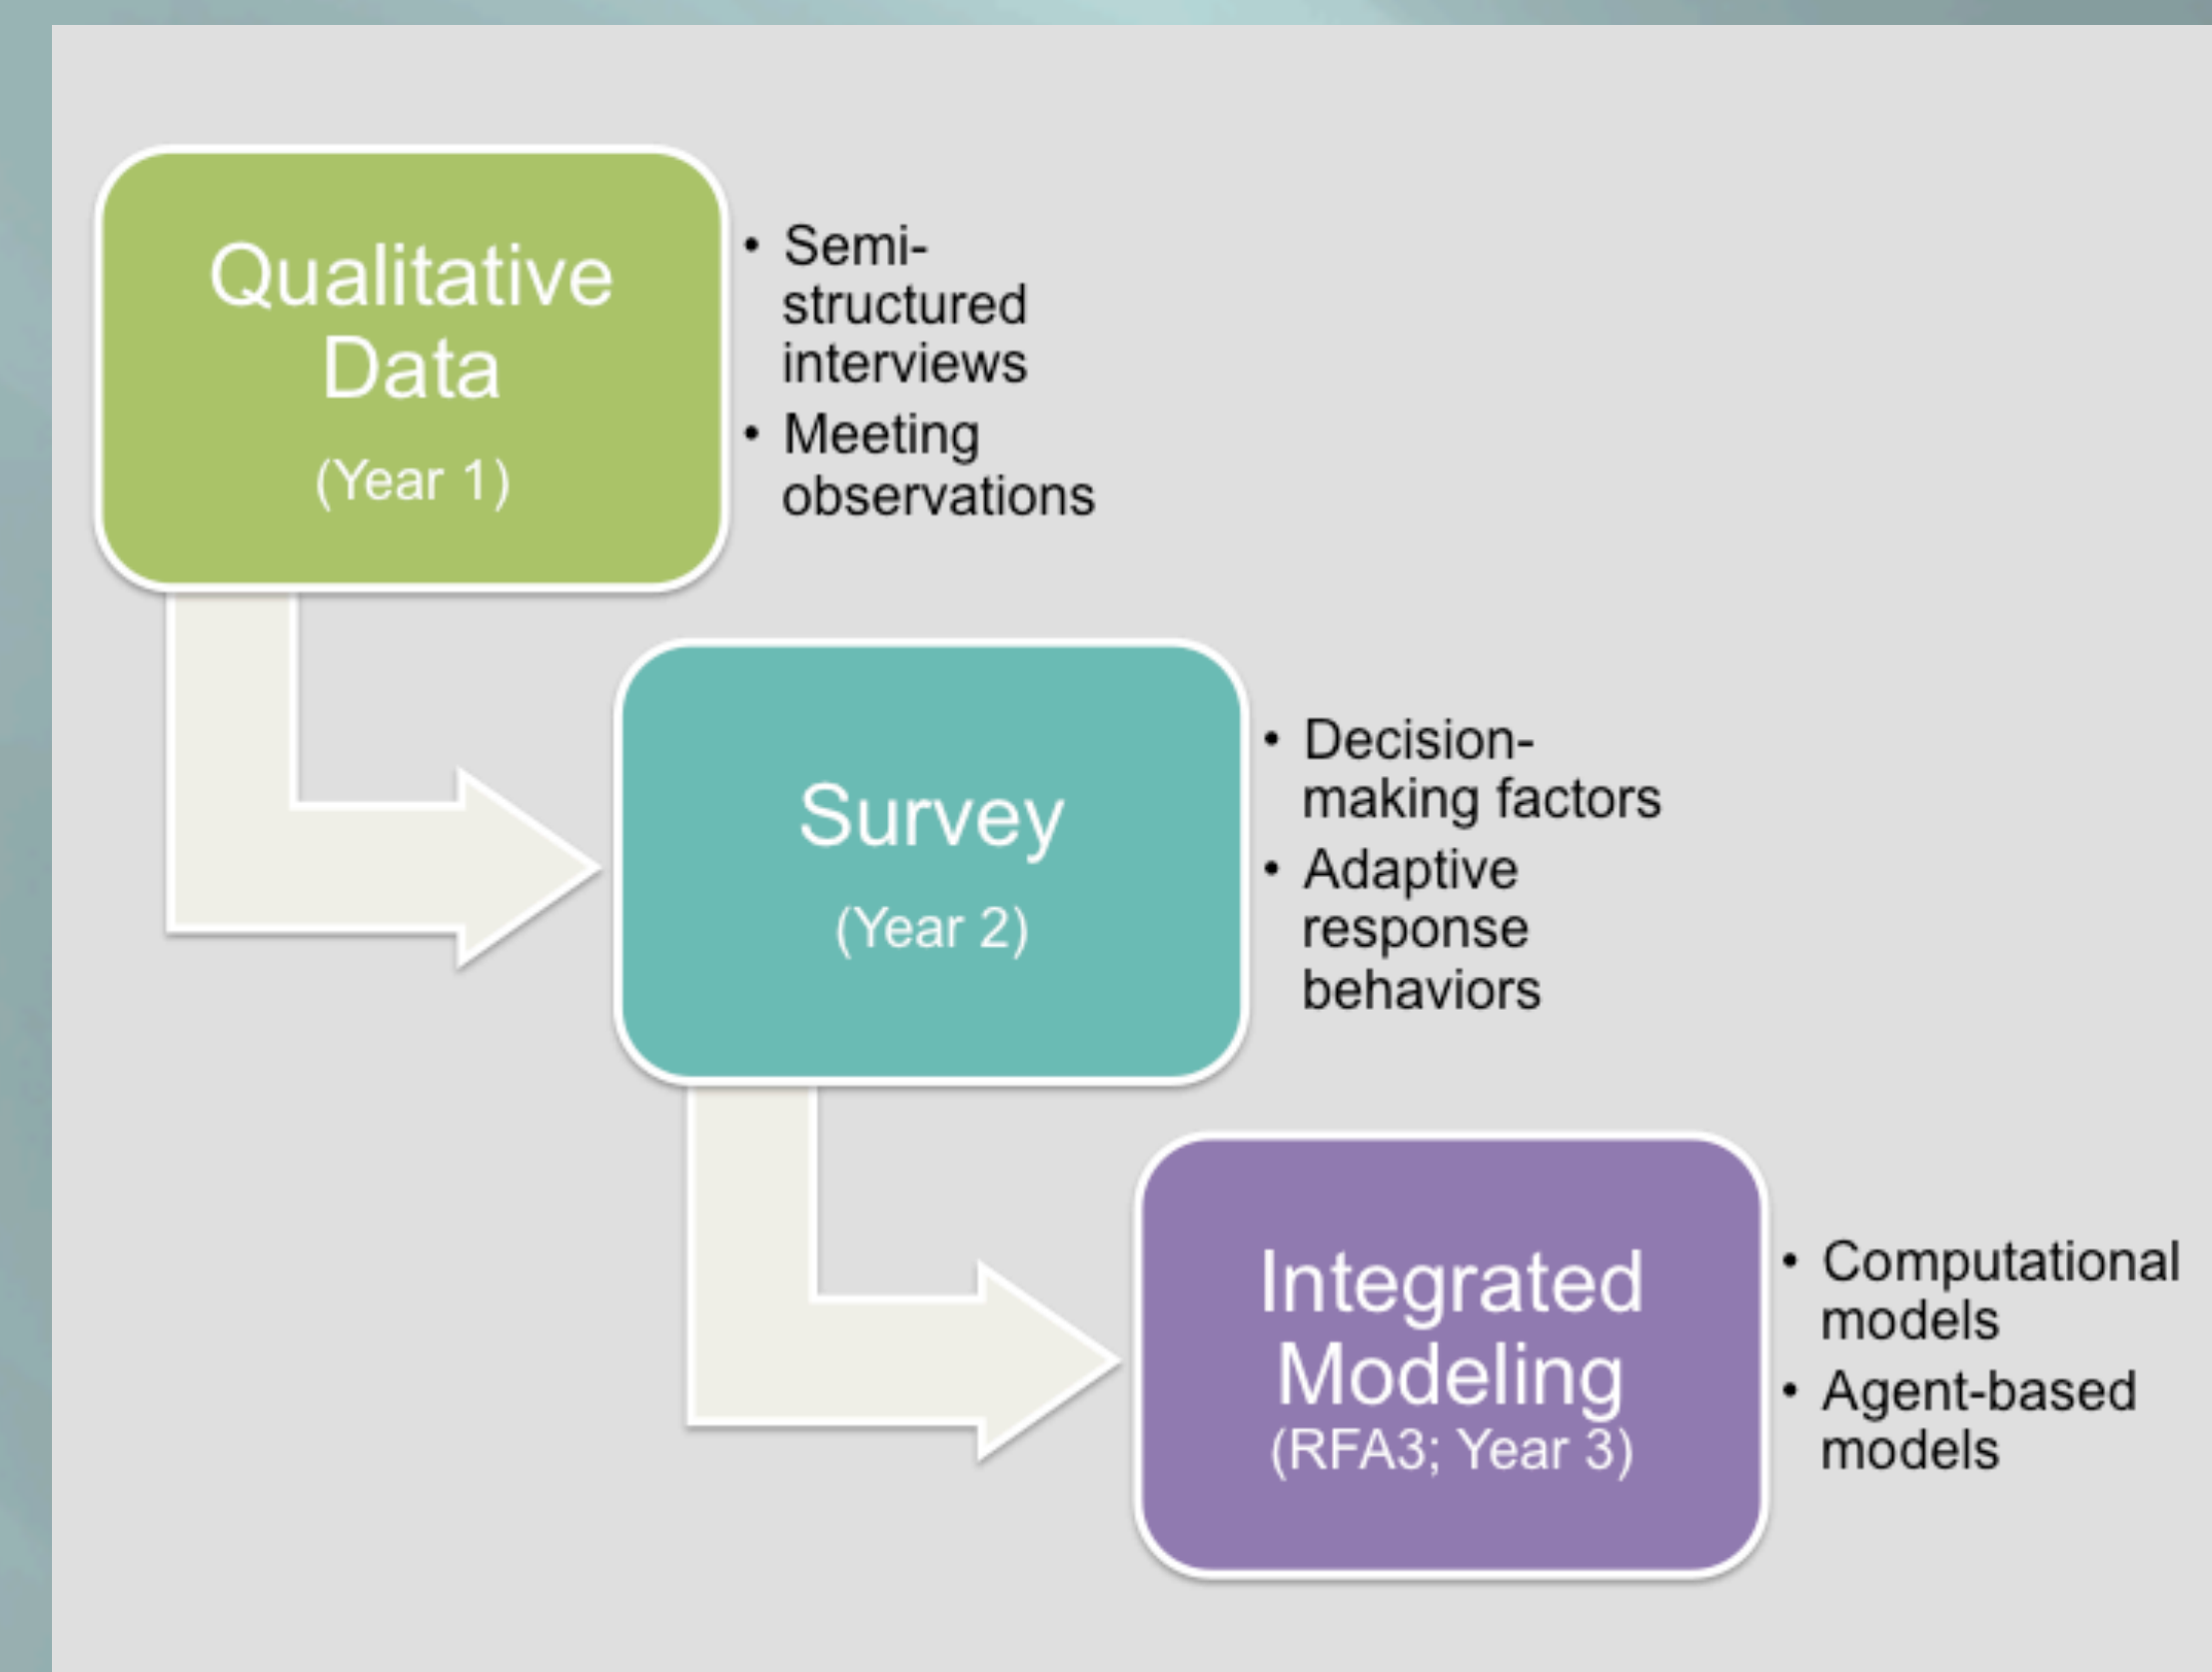 Qualitative
Data
(Year 1)
• Semi-
structured
interviews
• Meeting
observations
Survey
(Year 2)
• Decision-
making factors
• Adaptive
response
behaviors
Integrated
Modeling
(RFA3; Year 3)
• Computational
models
• Agent-based
models